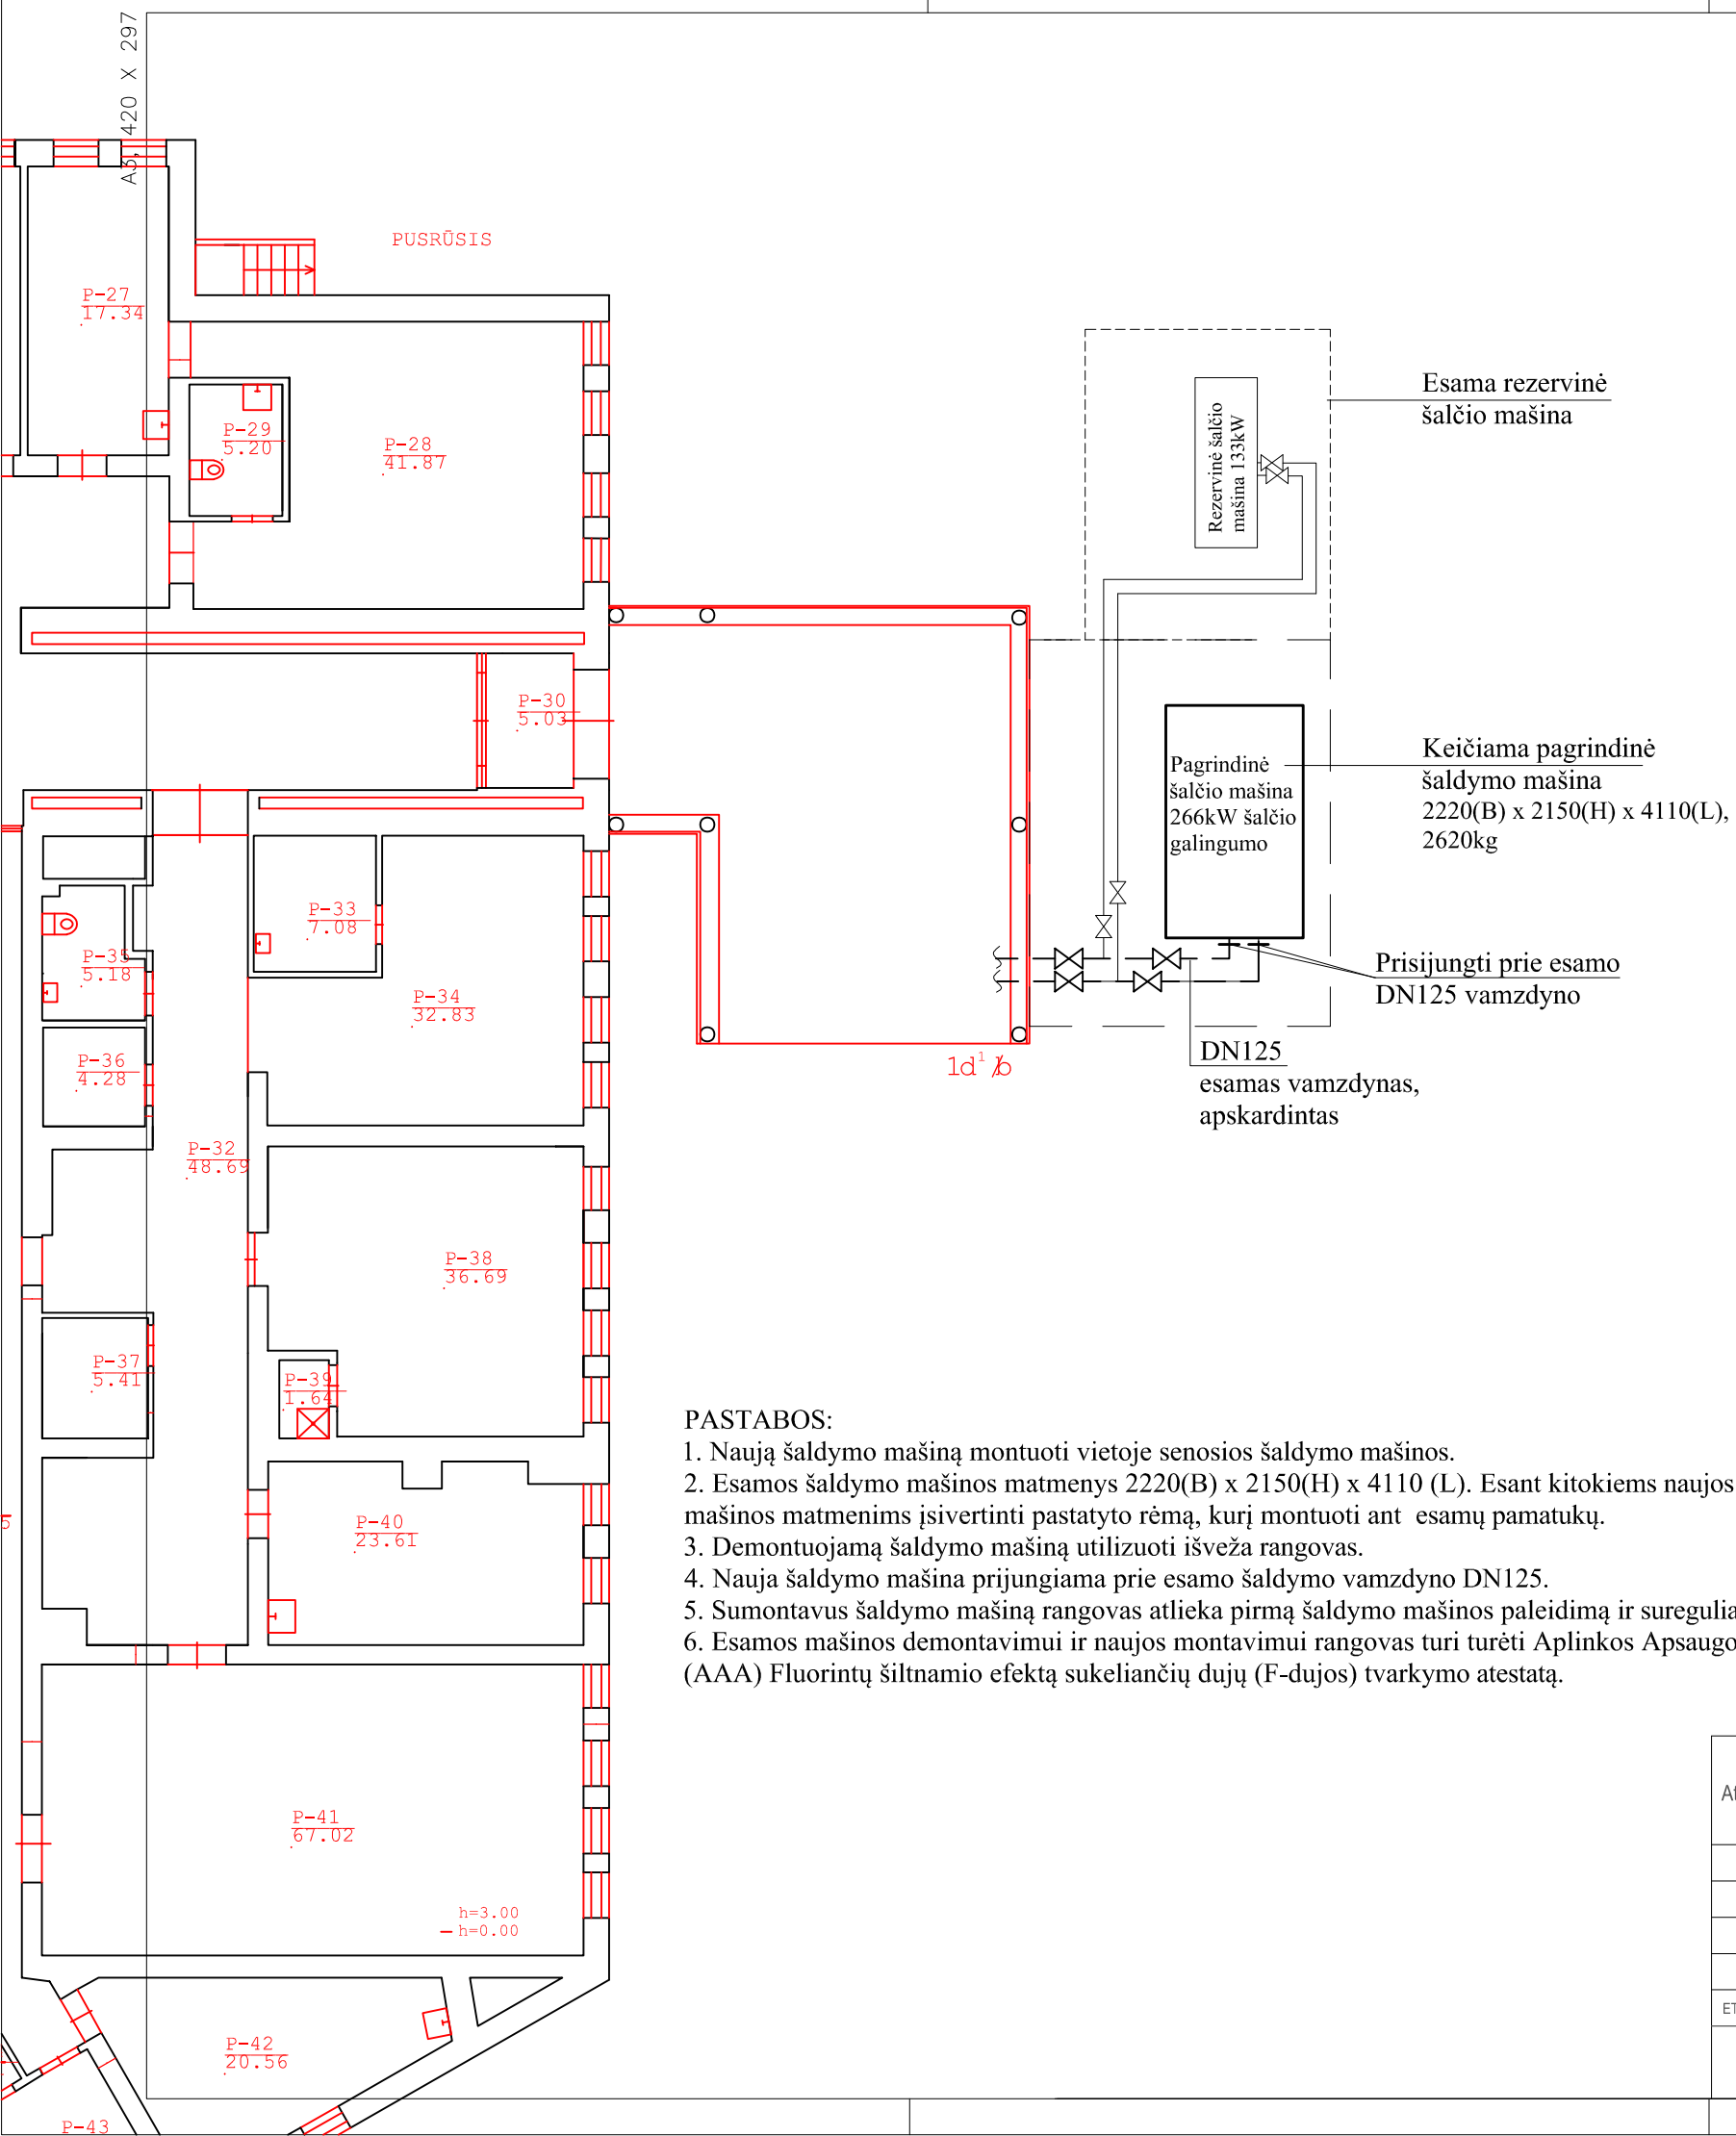 A3, 420 X 297
PUSRŪSIS
P-27
17.34
P-29
5.20
P-28
41.87
P-30
5.03
P-33
7.08
P-35
5.18
P-34
32.83
P-36
4.28
P-32
48.69
P-38
36.69
P-37
5.41
P-39
1.64
P-40
23.61
5
P-41
67.02
h=3.00
h=0.00
P-42
20.56
P-43
Rezervinė šalčio
mašina 133kW
Esama rezervinė
šalčio mašina
Pagrindinė
šalčio mašina
266kW šalčio
galingumo
Keičiama pagrindinė
šaldymo mašina
2220(B) x 2150(H) x 4110(L),
2620kg
Prisijungti prie esamo
DN125 vamzdyno
DN125
esamas vamzdynas,
apskardintas
1d¹/b
PASTABOS:
1. Naują šaldymo mašiną montuoti vietoje senosios šaldymo mašinos.
2. Esamos šaldymo mašinos matmenys 2220(B) x 2150(H) x 4110 (L). Esant kitokiems naujos
mašinos matmenims įsivertinti pastatyto rėmą, kurį montuoti ant esamų pamatukų.
3. Demontuojamą šaldymo mašiną utilizuoti išveža rangovas.
4. Nauja šaldymo mašina prijungiama prie esamo šaldymo vamzdyno DN125.
5. Sumontavus šaldymo mašiną rangovas atlieka pirmą šaldymo mašinos paleidimą ir suregulia
6. Esamos mašinos demontavimui ir naujos montavimui rangovas turi turėti Aplinkos Apsaugo
(AAA) Fluorintų šiltnamio efektą sukeliančių dujų (F-dujos) tvarkymo atestatą.